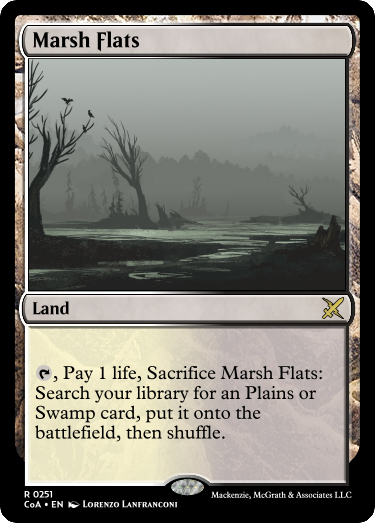 Marsh Flats
Land
, Pay 1 life, Sacrifice Marsh Flats:
Search your library for an Plains or
Swamp card, put it onto the
battlefield, then shuffle.
R 0251
CoA • EN Lorenzo Lanfranconi
Mackenzie, McGrath & Associates LLC